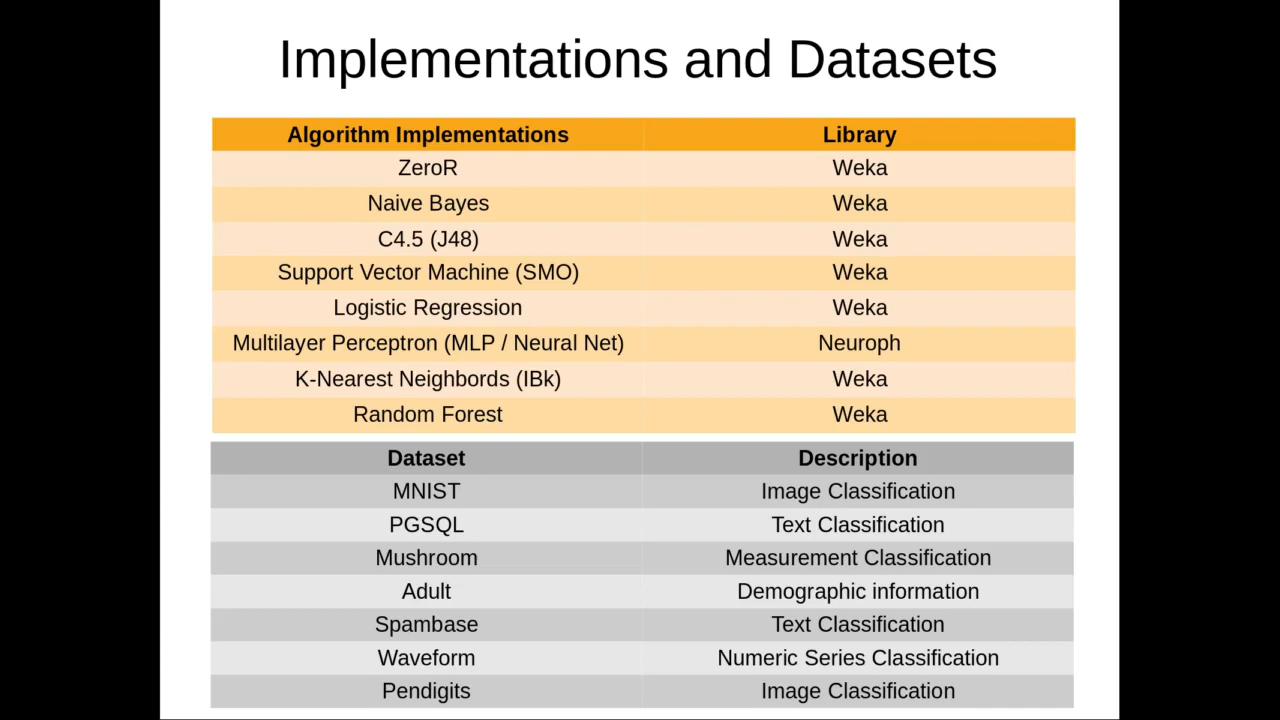 Implementations and Datasets
Algorithm Implementations Library
ZeroR Weka
Naive Bayes Weka
C4.5 (J48) Weka
Support Vector Machine (SMO) Weka
Logistic Regression Weka
Multilayer Perceptron (MLP / Neural Net) Neuroph
K-Nearest Neighbords (IBk) Weka
Random Forest Weka
Dataset Description
MNIST Image Classification
PGSQL Text Classification
Mushroom Measurement Classification
Adult Demographic information
Spambase Text Classification
Waveform Numeric Series Classification
Pendigits Image Classification